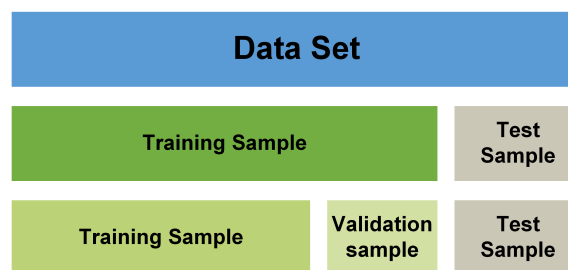 Data Set
Training Sample
Test
Sample
Training Sample
Validation
sample
Test
Sample